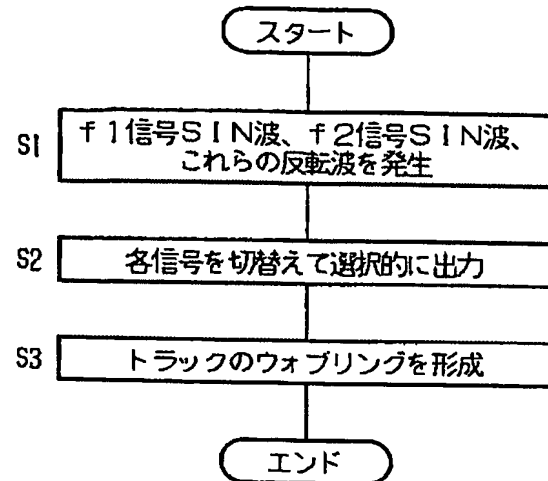 スタート
S1
f1信号SIN波、f2信号SIN波、
これらの反転波を発生
S2
各信号を切替えて選択的に出力
S3
トラックのウォブリングを形成
エンド